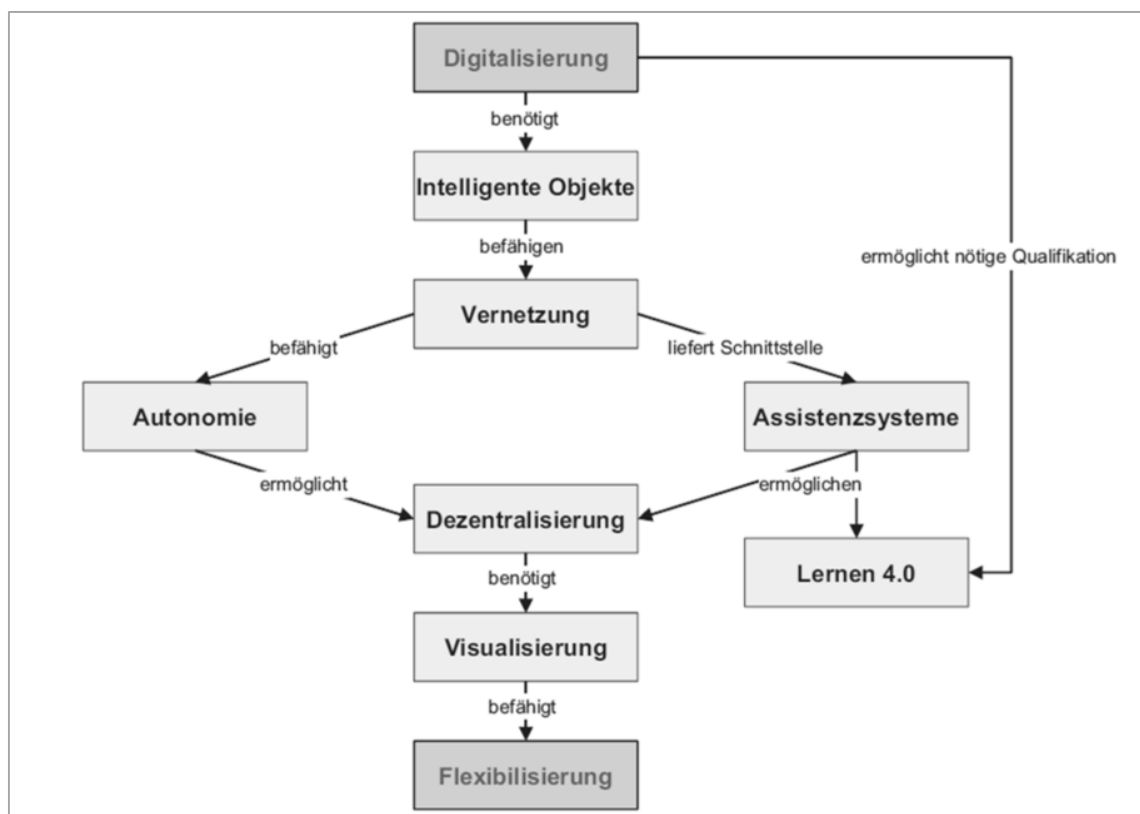 Digitalisierung
benötigt
Intelligente Objekte
befähigen
ermöglicht nötige Qualifikation
Vernetzung
befähigt
liefert Schnittstelle
Autonomie
Assistenzsysteme
ermöglicht
ermöglichen
Dezentralisierung
benötigt
Lernen 4.0
Visualisierung
befähigt
Flexibilisierung